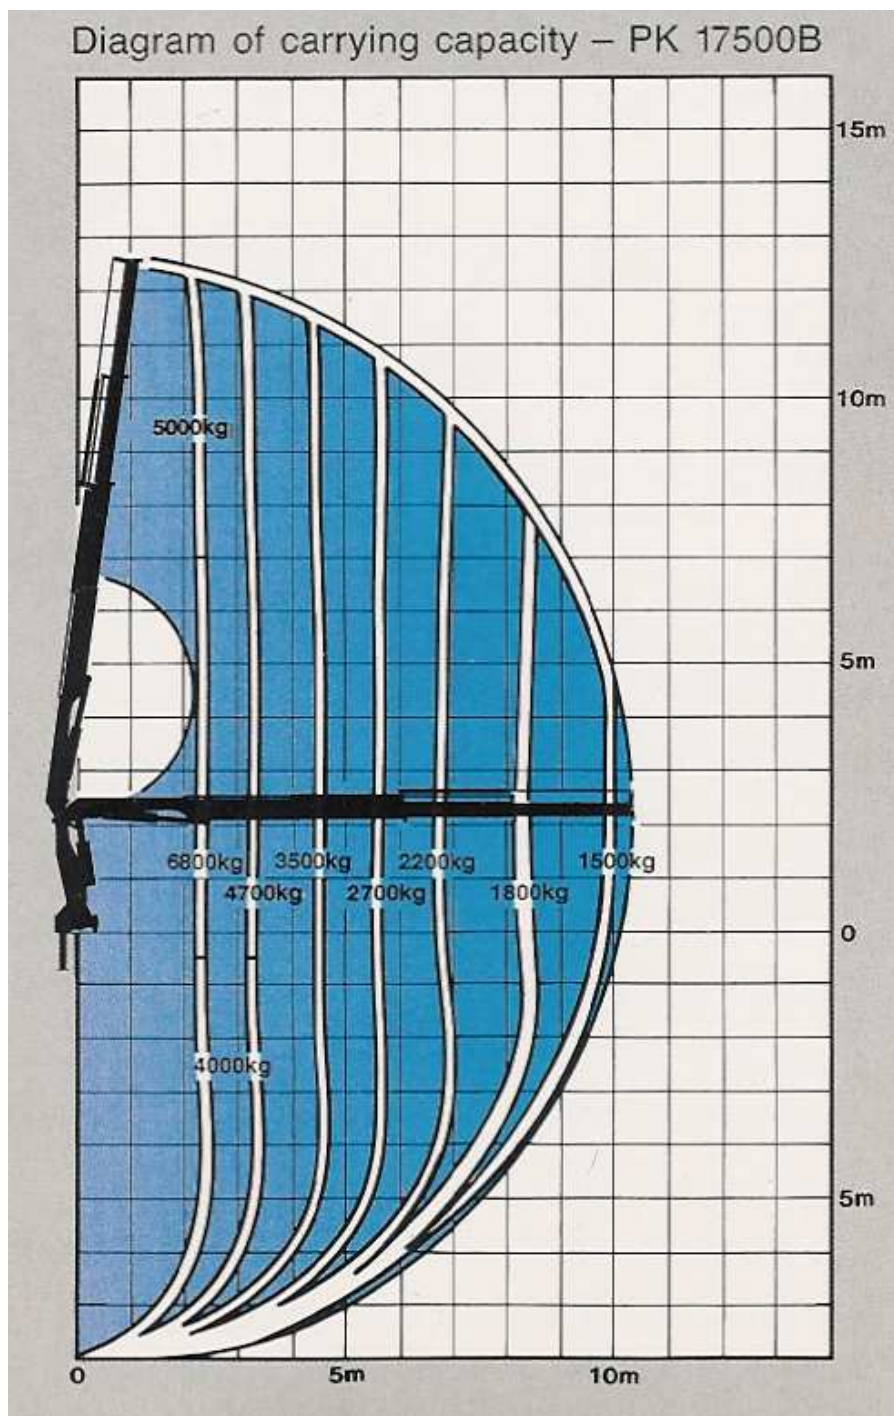 Diagram of carrying capacity – PK 17500B
15m
10m
5000kg
5m
6800kg 3500kg 2200kg 1500kg
4700kg 2700kg 1800kg
0
4000kg
5m
0 5m 10m